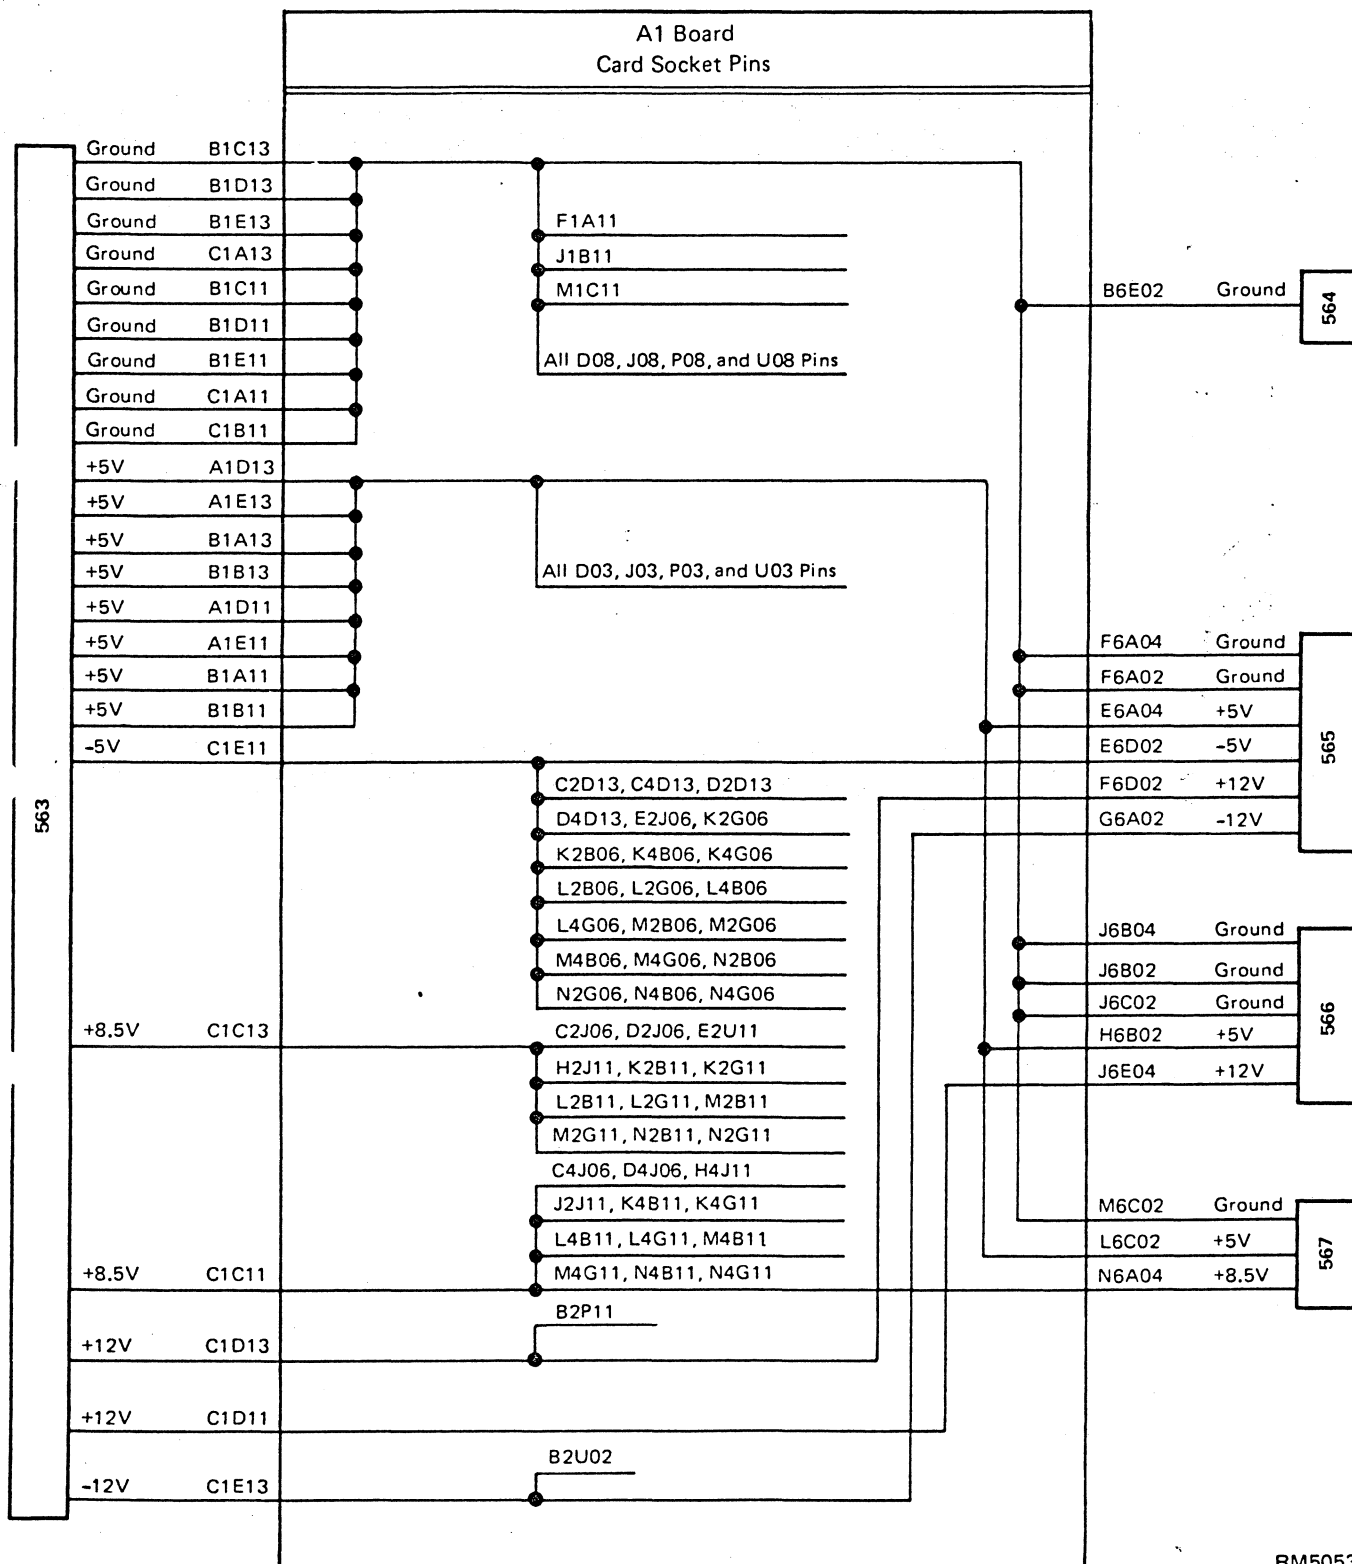 A1 Board
Card Socket Pins
Ground B1C13
Ground B1D13
Ground B1E13
Ground C1A13
Ground B1C11
Ground B1D11
Ground B1E11
Ground C1A11
Ground C1B11
+5V A1D13
+5V A1E13
+5V B1A13
+5V B1B13
+5V A1D11
+5V A1E11
+5V B1A11
+5V B1B11
-5V C1E11
563
+8.5V C1C13
+8.5V C1C11
+12V C1D13
+12V C1D11
-12V C1E13
F1A11
J1B11
M1C11
All D08, J08, P08, and U08 Pins
All D03, J03, P03, and U03 Pins
C2D13, C4D13, D2D13
D4D13, E2J06, K2G06
K2B06, K4B06, K4G06
L2B06, L2G06, L4B06
L4G06, M2B06, M2G06
M4B06, M4G06, N2B06
N2G06, N4B06, N4G06
C2J06, D2J06, E2U11
H2J11, K2B11, K2G11
L2B11, L2G11, M2B11
M2G11, N2B11, N2G11
C4J06, D4J06, H4J11
J2J11, K4B11, K4G11
L4B11, L4G11, M4B11
M4G11, N4B11, N4G11
B2P11
B2U02
B6E02 Ground
564
F6A04 Ground
F6A02 Ground
E6A04 +5V
E6D02 -5V
F6D02 +12V
G6A02 -12V
565
J6B04 Ground
J6B02 Ground
J6C02 Ground
H6B02 +5V
J6E04 +12V
566
M6C02 Ground
L6C02 +5V
N6A04 +8.5V
567
RM5053